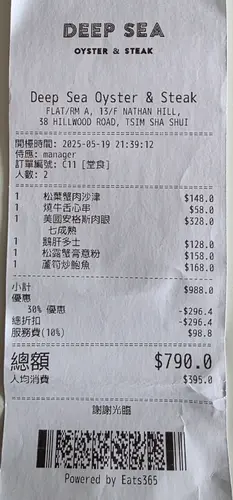 DEEP SEA
OYSTER & STEAK
Deep Sea Oyster & Steak
FLAT/RM A, 13/F NATHAN HILL,
38 HILLWOOD ROAD, TSIM SHA SHUI
開檯時間: 2025-05-19 21:39:12
侍應: manager
訂單編號: C11 [堂食]
人數: 2
1 松葉蟹肉沙津 $148.0
1 燒牛舌心串 $58.0
1 美國安格斯肉眼 $328.0
七成熟
1 鵝肝多士 $128.0
1 松露蟹膏意粉 $158.0
1 蘆筍炒鮑魚 $168.0
小計 $988.0
優惠
30% 優惠 -$296.4
總折扣 -$296.4
服務費(10%) $98.8
總額 $790.0
人均消費 $395.0
謝謝光臨
Powered by Eats365